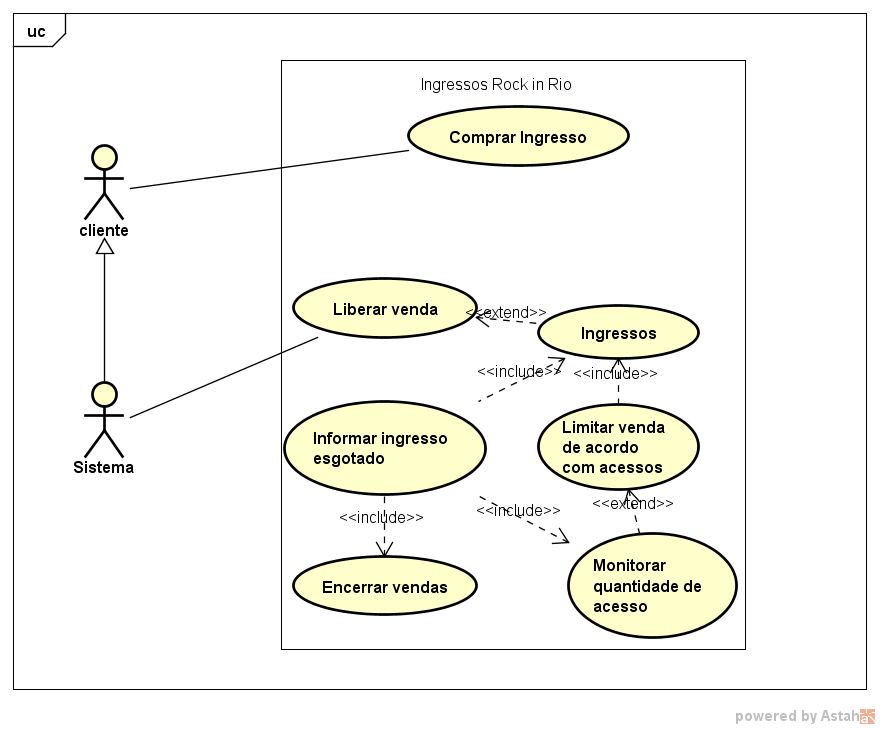 uc
Ingressos Rock in Rio
Comprar Ingresso
cliente
Liberar venda
<<extend>>
Ingressos
<<include>>
<<include>>
Sistema
Informar ingresso
esgotado
Limitar venda
de acordo
com acessos
<<extend>>
<<include>>
<<include>>
Encerrar vendas
Monitorar
quantidade de
acesso
powered by Astah